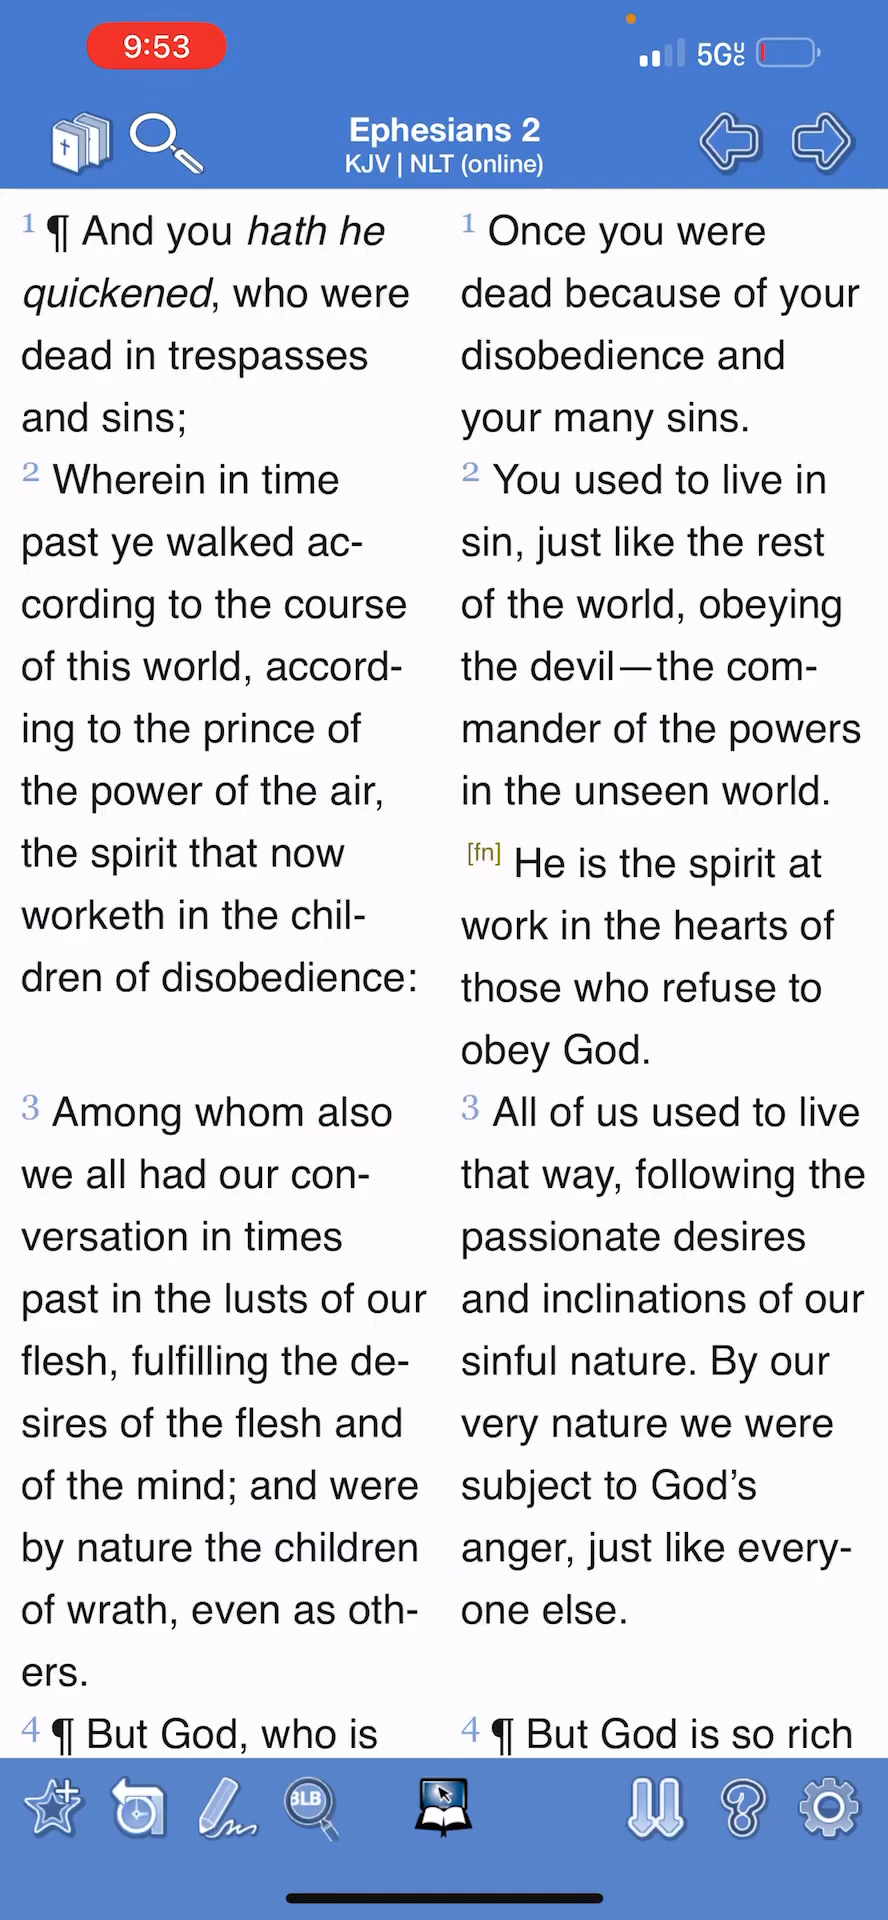 9:53
5G UC
Ephesians 2
KJV | NLT (online)
1 ¶ And you hath he
quickened, who were
dead in trespasses
and sins;
2 Wherein in time
past ye walked ac-
cording to the course
of this world, accord-
ing to the prince of
the power of the air,
the spirit that now
worketh in the chil-
dren of disobedience:
3 Among whom also
we all had our con-
versation in times
past in the lusts of our
flesh, fulfilling the de-
sires of the flesh and
of the mind; and were
by nature the children
of wrath, even as oth-
ers.
4 ¶ But God, who is
1 Once you were
dead because of your
disobedience and
your many sins.
2 You used to live in
sin, just like the rest
of the world, obeying
the devil—the com-
mander of the powers
in the unseen world.
[fn] He is the spirit at
work in the hearts of
those who refuse to
obey God.
3 All of us used to live
that way, following the
passionate desires
and inclinations of our
sinful nature. By our
very nature we were
subject to God’s
anger, just like every-
one else.
4 ¶ But God is so rich
BLB